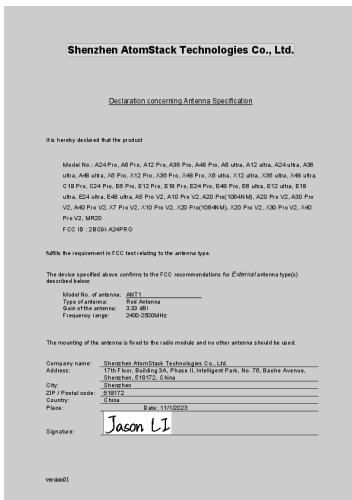 Shenzhen AtomStack Technologies Co., Ltd.
Declaration concerning Antenna Specification
It is hereby declared that the product
Model No.: A24 Pro, A6 Pro, A12 Pro, A36 Pro, A48 Pro, A6 ultra, A12 ultra, A24 ultra, A36
ultra, A48 ultra, X6 Pro, X12 Pro, X36 Pro, X48 Pro, X6 ultra, X12 ultra, X36 ultra, X48 ultra,
C18 Pro, C24 Pro, E6 Pro, E12 Pro, E18 Pro, E24 Pro, E48 Pro, E6 ultra, E12 ultra, E18
ultra, E24 ultra, E48 ultra, A5 Pro V2, A10 Pro V2, A20 Pro(1064NM), A20 Pro V2, A30 Pro
V2, A40 Pro V2, X7 Pro V2, X10 Pro V2, X20 Pro(1064NM), X20 Pro V2, X30 Pro V2, X40
Pro V2, MR20
FCC ID : 2BC9I-A24PRO
fulfills the requirement in FCC test relating to the antenna type.
The device specified above confirms to the FCC recommendations for External antenna type(s)
described below:
Model No. of antenna: ANT1
Type of antenna: Rod Antenna
Gain of the antenna: 3.33 dBi
Frequency range: 2400-2500MHz
The mounting of the antenna is fixed to the radio module and no other antenna should be used.
Company name: Shenzhen AtomStack Technologies Co., Ltd.
Address: 17th Floor, Building 3A, Phase II, Intelligent Park, No. 76, Baohe Avenue,
Shenzhen, 518172, China
City: Shenzhen
ZIP / Postal code: 518172
Country: China
Place: Date: 11/1/2023
Signature: Jason LI
version01